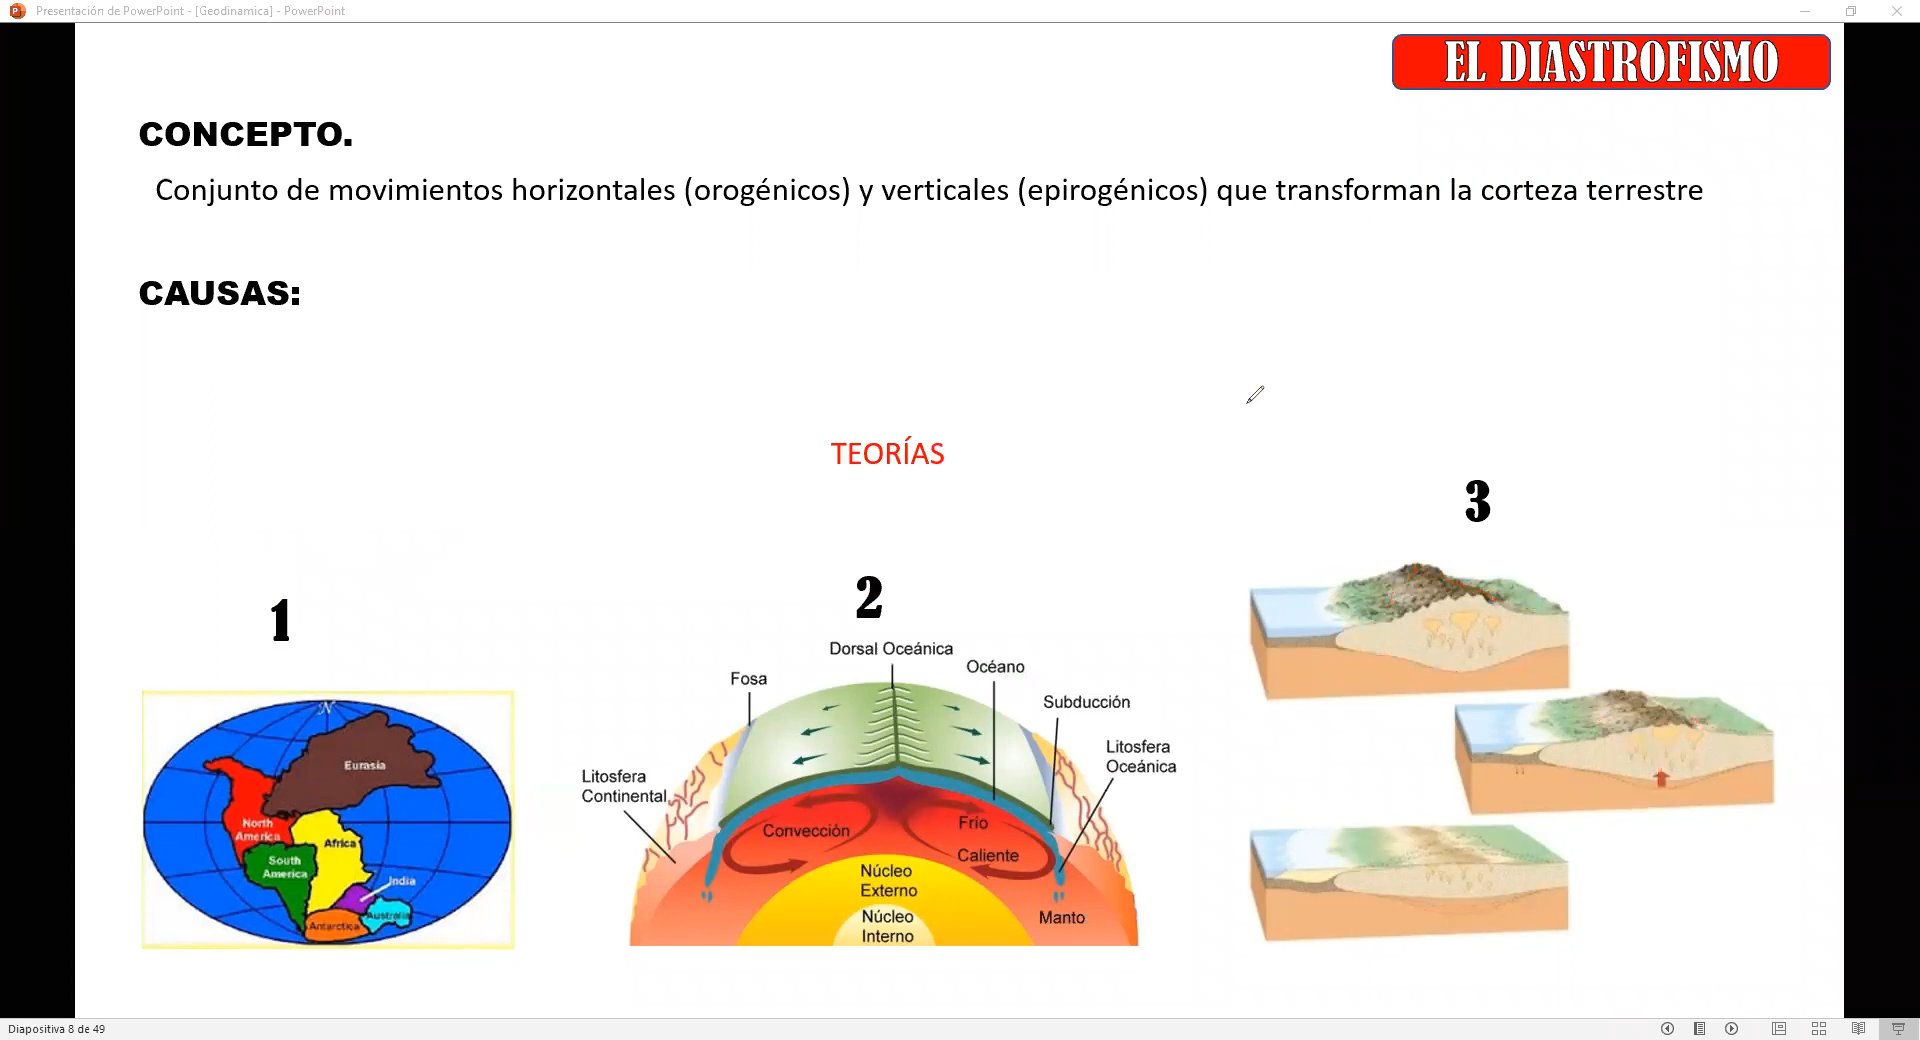 Presentación de PowerPoint - [Geodinamica] - PowerPoint
EL DIASTROFISMO
CONCEPTO.
Conjunto de movimientos horizontales (orogénicos) y verticales (epirogénicos) que transforman la corteza terrestre
CAUSAS:
TEORÍAS
1
N
Eurasia
North
America
Africa
South
America
India
Australia
Antarctica
2
Dorsal Oceánica
Océano
Fosa
Subducción
Litosfera
Oceánica
Litosfera
Continental
Convección
Frío
Caliente
Núcleo
Externo
Núcleo
Interno
Manto
3
Diapositiva 8 de 49